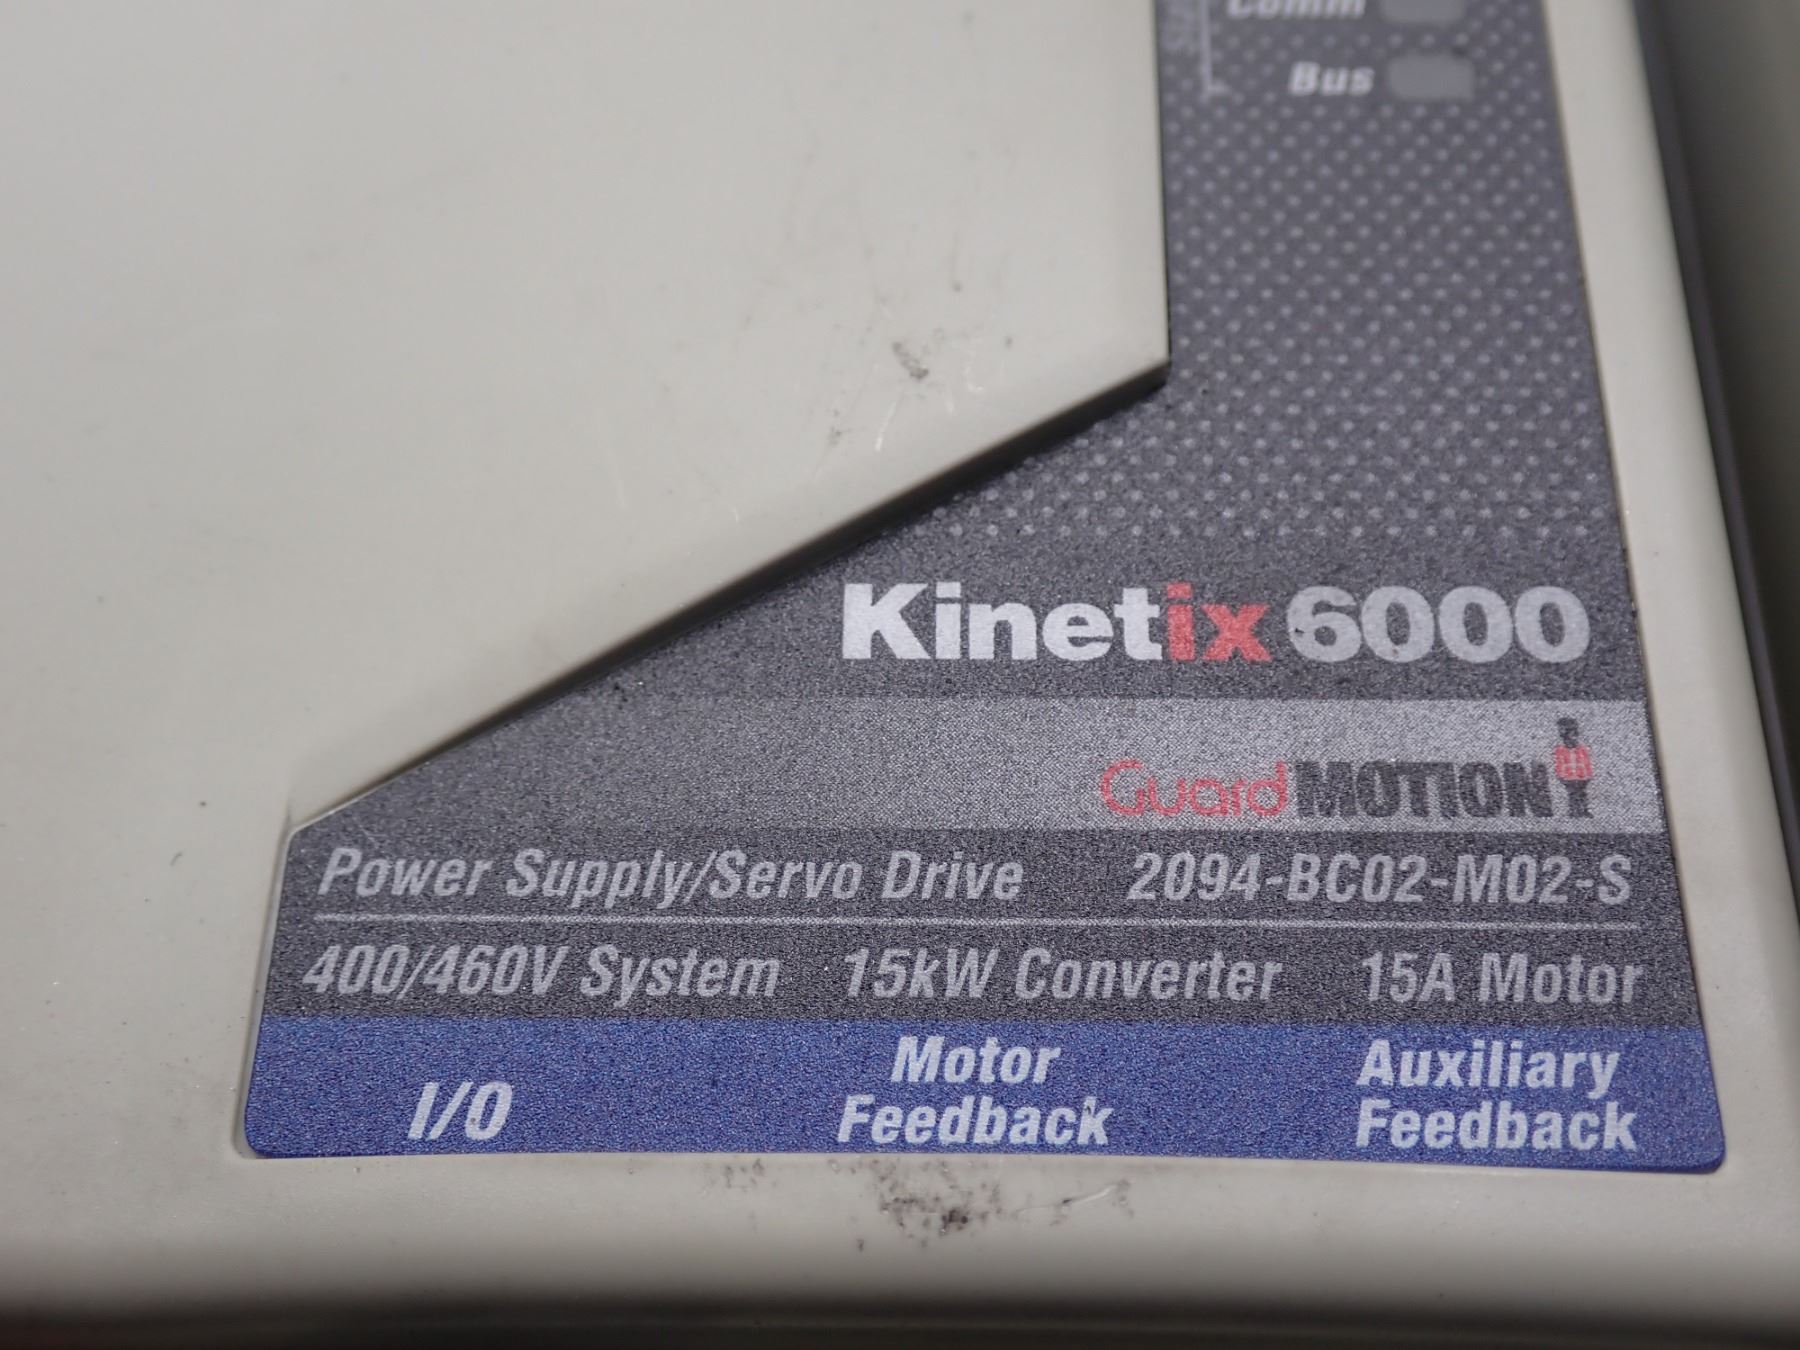 Comm
Bus
Kinetix 6000
GuardMOTION
Power Supply/Servo Drive 2094-BC02-M02-S
400/460V System 15kW Converter 15A Motor
I/O
Motor
Feedback
Auxiliary
Feedback